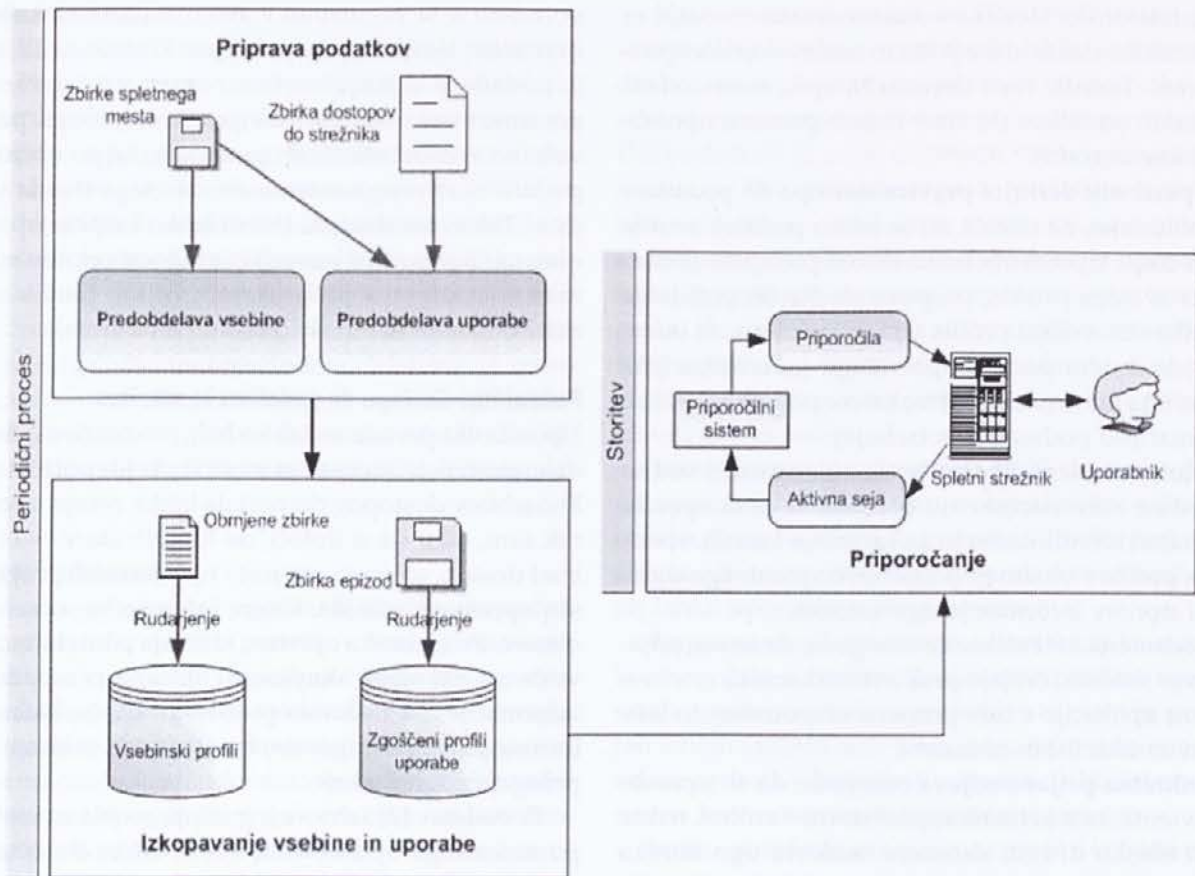 Periodični proces
Priprava podatkov
Zbirke spletnega
mesta
Zbirka dostopov
do strežnika
Predobdelava vsebine
Predobdelava uporabe
Obrnjene zbirke
Zbirka epizod
Rudarjenje
Rudarjenje
Vsebinski profili
Zgoščeni profili
uporabe
Izkopavanje vsebine in uporabe
Storitev
Priporočila
Priporočilni
sistem
Aktivna seja
Spletni strežnik
Uporabnik
Priporočanje